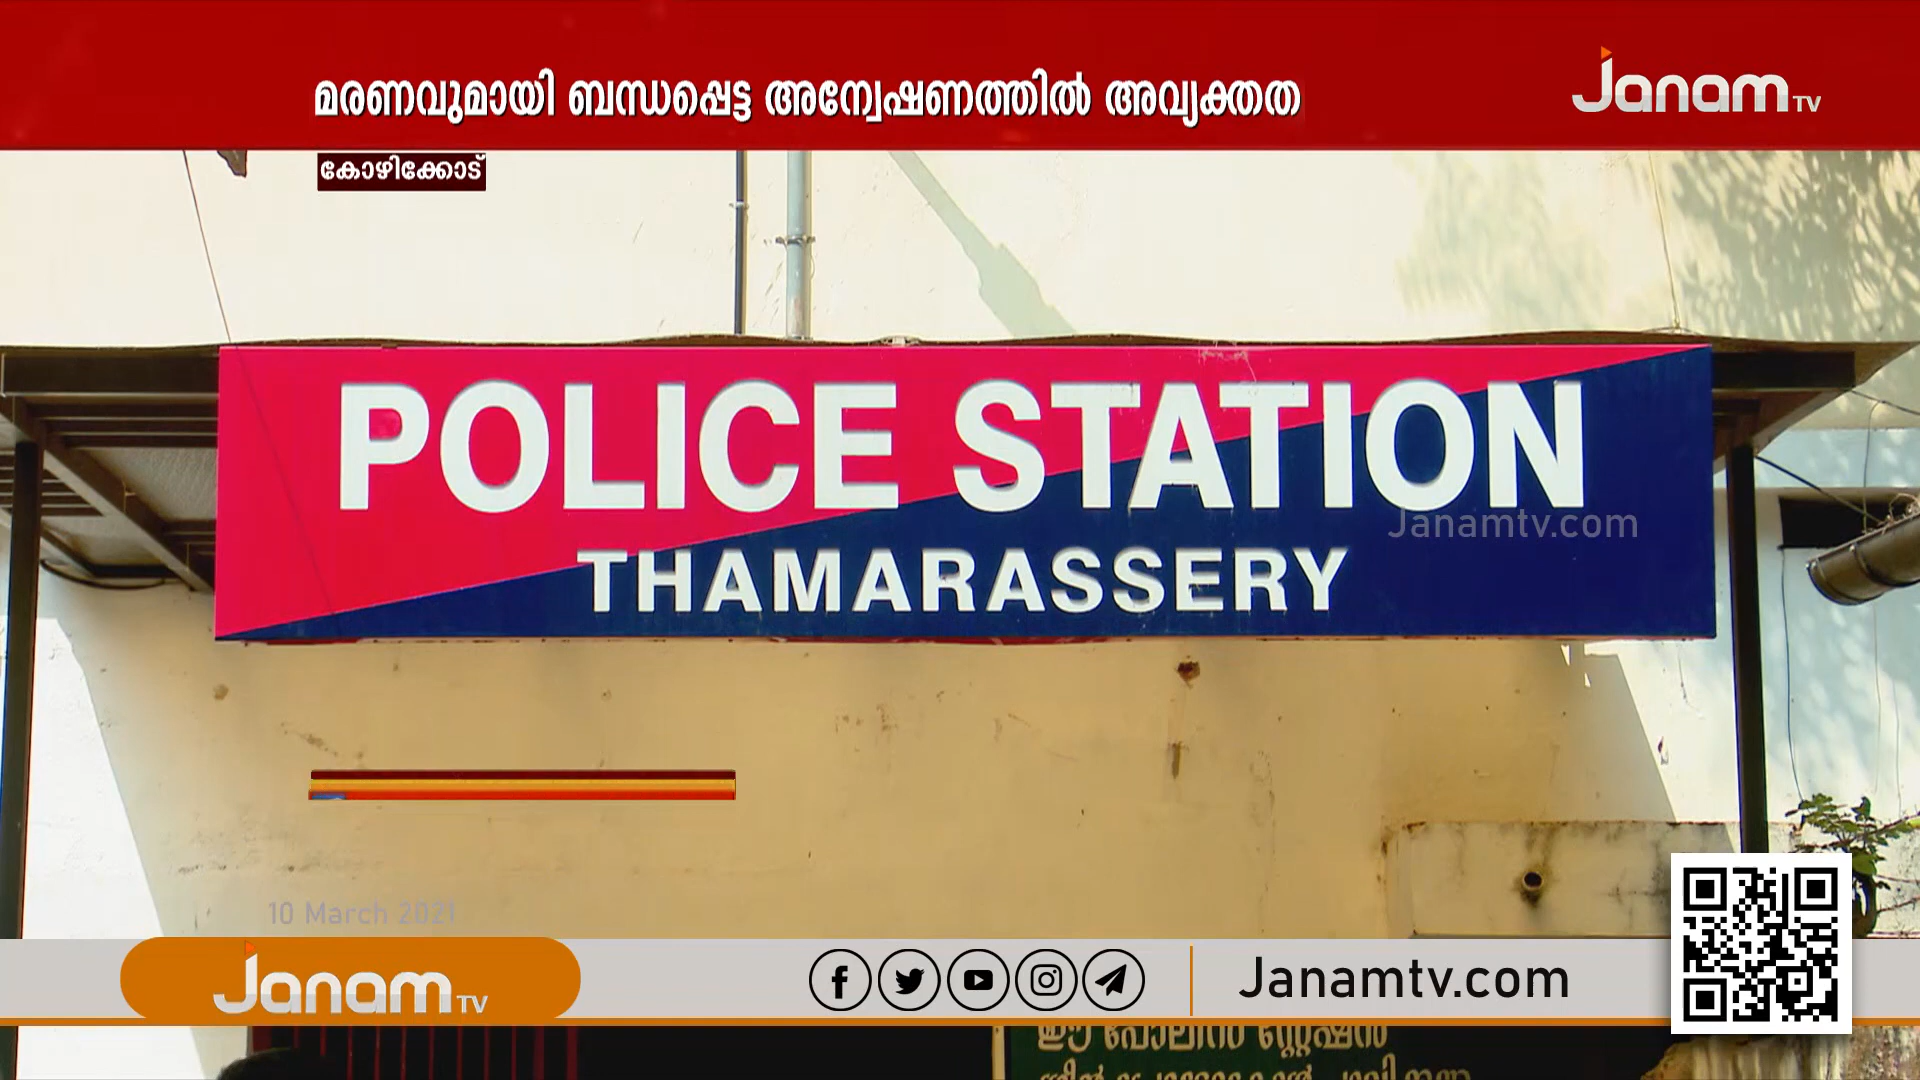 മരണവുമായി ബന്ധപ്പെട്ട അന്വേഷണത്തിൽ അവ്യക്തത
Janam TV
കോഴിക്കോട്
POLICE STATION
Janamtv.com
THAMARASSERY
10 March 2021
Janam TV
Janamtv.com
ഈ പോലീസ് സ്റ്റേഷൻ